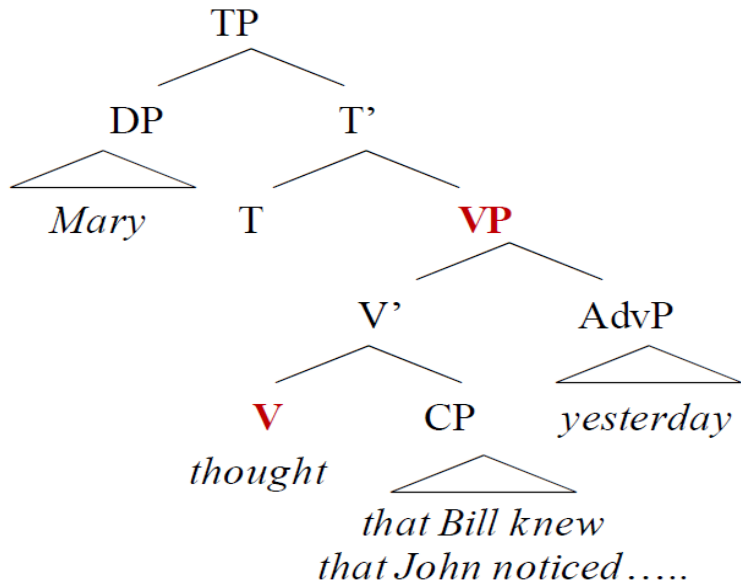 TP
DP T’
Mary T VP
V’ AdvP
V CP yesterday
thought
that Bill knew
that John noticed…..